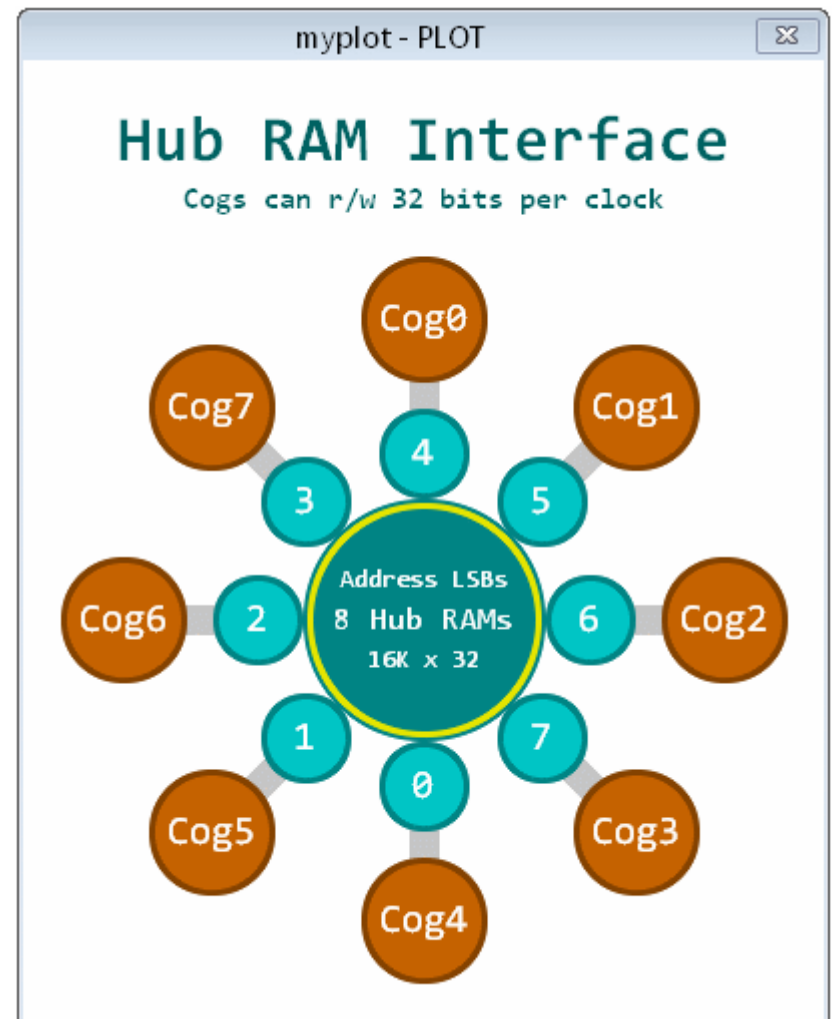 myplot - PLOT
Hub RAM Interface
Cogs can r/w 32 bits per clock
Cog0
Cog7
Cog1
4
3
5
Address LSBs
8 Hub RAMs
16K x 32
Cog6
2
6
Cog2
1
7
0
Cog5
Cog3
Cog4